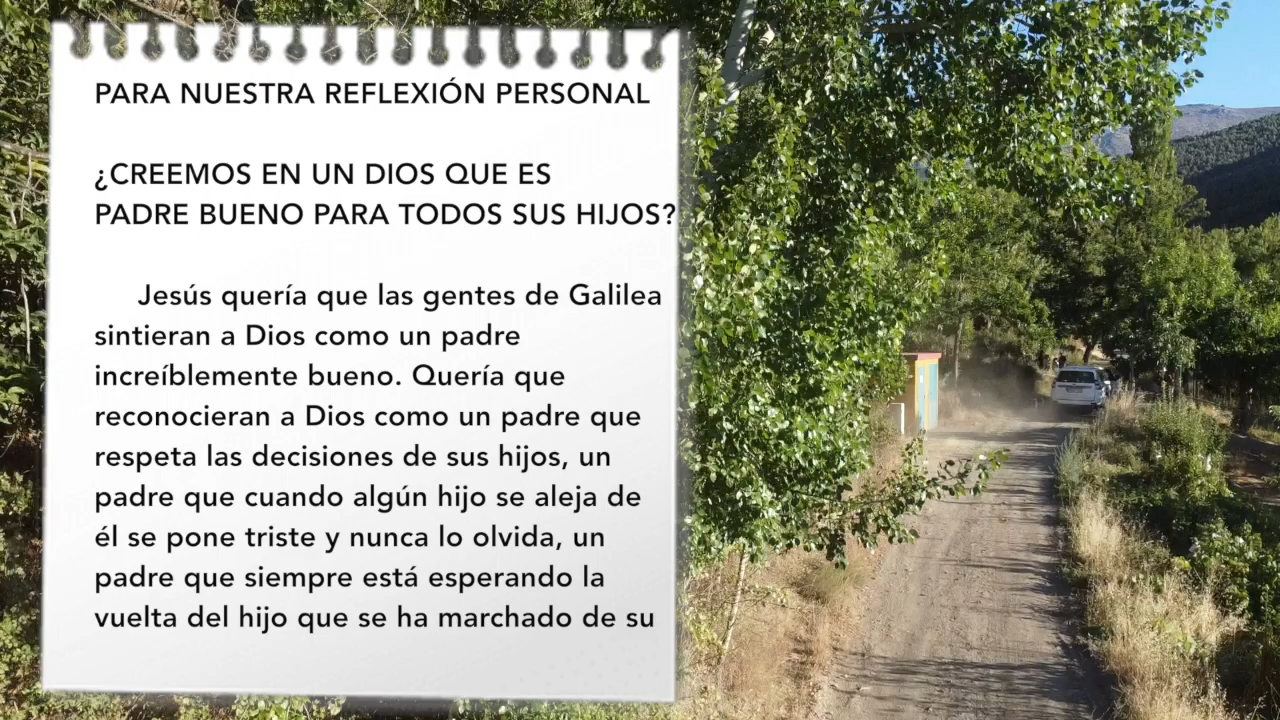 PARA NUESTRA REFLEXIÓN PERSONAL
¿CREEMOS EN UN DIOS QUE ES
PADRE BUENO PARA TODOS SUS HIJOS?
Jesús quería que las gentes de Galilea
sintieran a Dios como un padre
increíblemente bueno. Quería que
reconocieran a Dios como un padre que
respeta las decisiones de sus hijos, un
padre que cuando algún hijo se aleja de
él se pone triste y nunca lo olvida, un
padre que siempre está esperando la
vuelta del hijo que se ha marchado de su